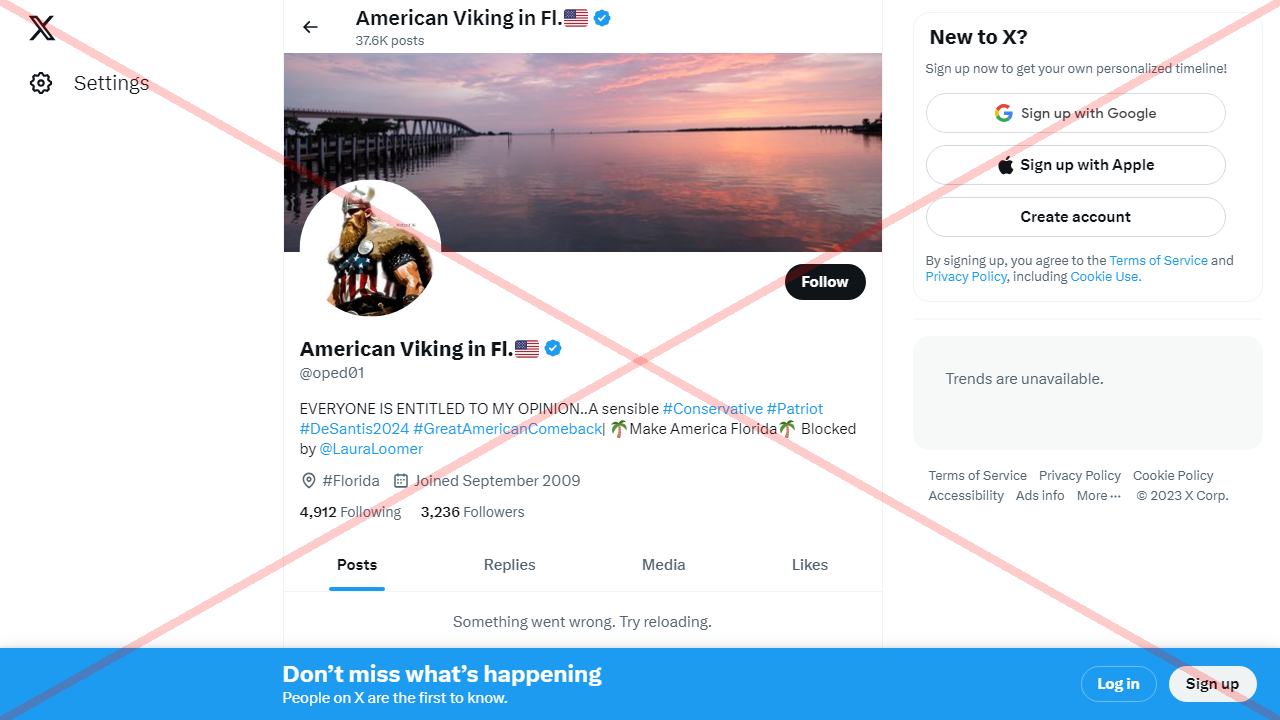 American Viking in Fl.🇺🇸
37.6K posts
Settings
Follow
American Viking in Fl.🇺🇸
@oped01
EVERYONE IS ENTITLED TO MY OPINION..A sensible #Conservative #Patriot
#DeSantis2024 #GreatAmericanComeback| 🌴Make America Florida🌴 Blocked
by @LauraLoomer
#Florida Joined September 2009
4,912 Following 3,236 Followers
Posts Replies Media Likes
Something went wrong. Try reloading.
New to X?
Sign up now to get your own personalized timeline!
Sign up with Google
Sign up with Apple
Create account
By signing up, you agree to the Terms of Service and
Privacy Policy, including Cookie Use.
Trends are unavailable.
Terms of Service Privacy Policy Cookie Policy
Accessibility Ads info More ··· © 2023 X Corp.
Don’t miss what’s happening
People on X are the first to know.
Log in Sign up